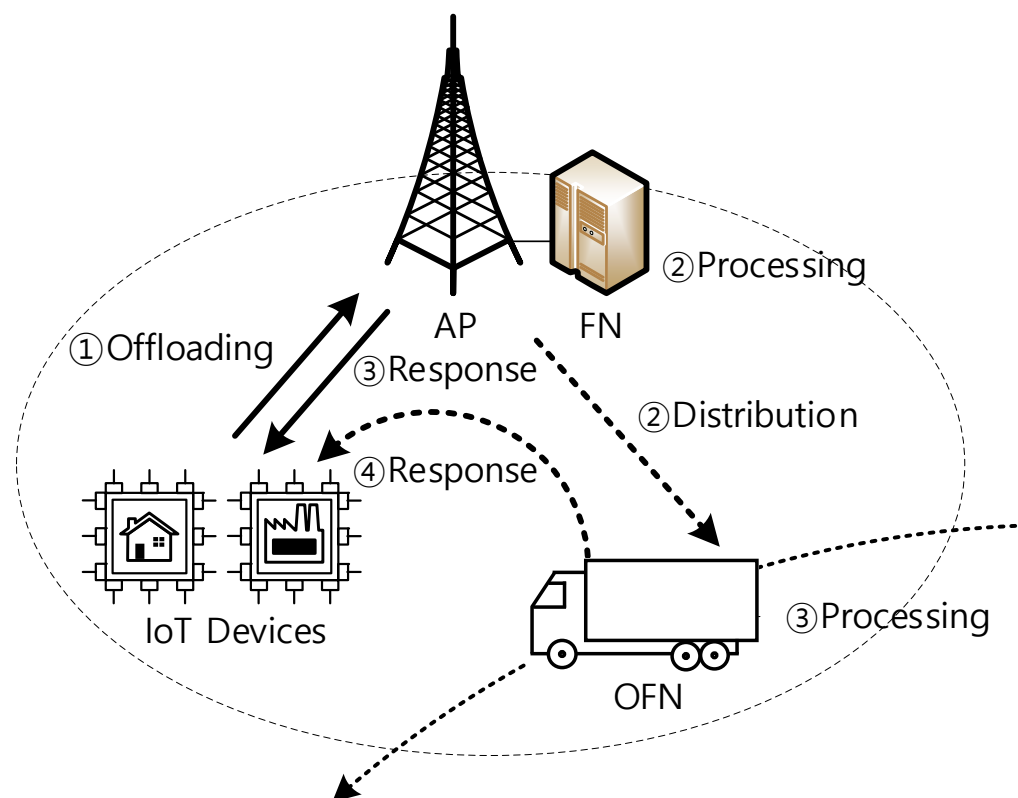 ②Processing
AP
FN
①Offloading
③Response
②Distribution
④Response
③Processing
IoT Devices
OFN